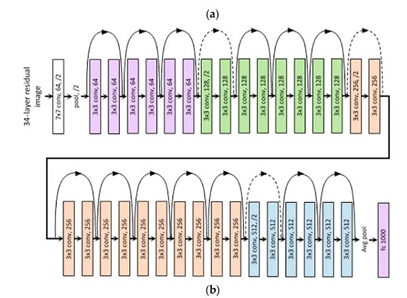 (a)
34-layer residual
image
7x7 conv, 64, /2
pool, /2
3x3 conv, 64
3x3 conv, 64
3x3 conv, 64
3x3 conv, 64
3x3 conv, 64
3x3 conv, 64
3x3 conv, 128, /2
3x3 conv, 128
3x3 conv, 128
3x3 conv, 128
3x3 conv, 128
3x3 conv, 128
3x3 conv, 128
3x3 conv, 128
3x3 conv, 256, /2
3x3 conv, 256
3x3 conv, 256
3x3 conv, 256
3x3 conv, 256
3x3 conv, 256
3x3 conv, 256
3x3 conv, 256
3x3 conv, 256
3x3 conv, 256
3x3 conv, 256
3x3 conv, 256
3x3 conv, 512, /2
3x3 conv, 512
3x3 conv, 512
3x3 conv, 512
3x3 conv, 512
3x3 conv, 512
Avg pool
fc 1000
(b)